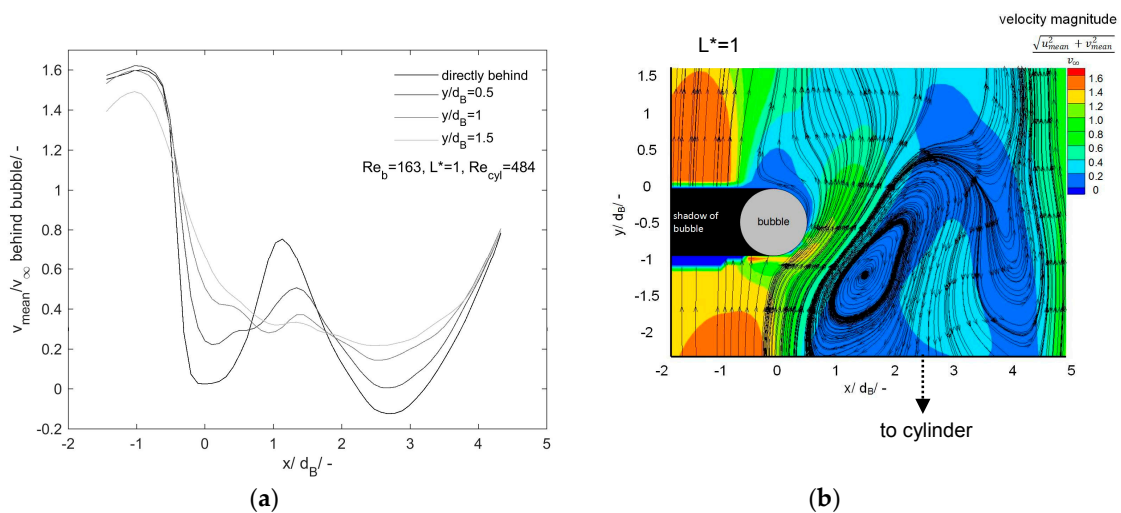 1.8
1.6
1.4
1.2
1
0.8
0.6
0.4
0.2
0
-0.2
v_mean/v_∞ behind bubble/ -
directly behind
y/d_B=0.5
y/d_B=1
y/d_B=1.5
Re_b=163, L*=1, Re_cyl=484
-2 -1 0 1 2 3 4 5
x/ d_B/ -
(a)
velocity magnitude
√(u²_mean + v²_mean)
v_∞
L*=1
1.6
1.4
1.2
1
0.8
0.6
0.4
0.2
0
1.5
1
0.5
0
-0.5
-1
-1.5
-2
y/ d_B/ -
shadow of
bubble
bubble
-2 -1 0 1 2 3 4 5
x/ d_B/ -
to cylinder
(b)